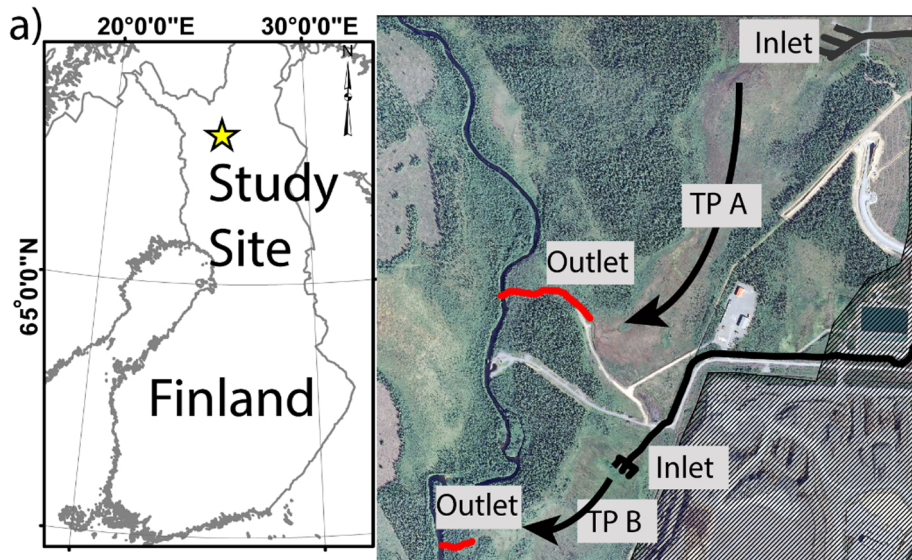 a)
20°0'0"E
30°0'0"E
N
65°0'0"N
Study
Site
Finland
Inlet
TP A
Outlet
Inlet
Outlet
TP B